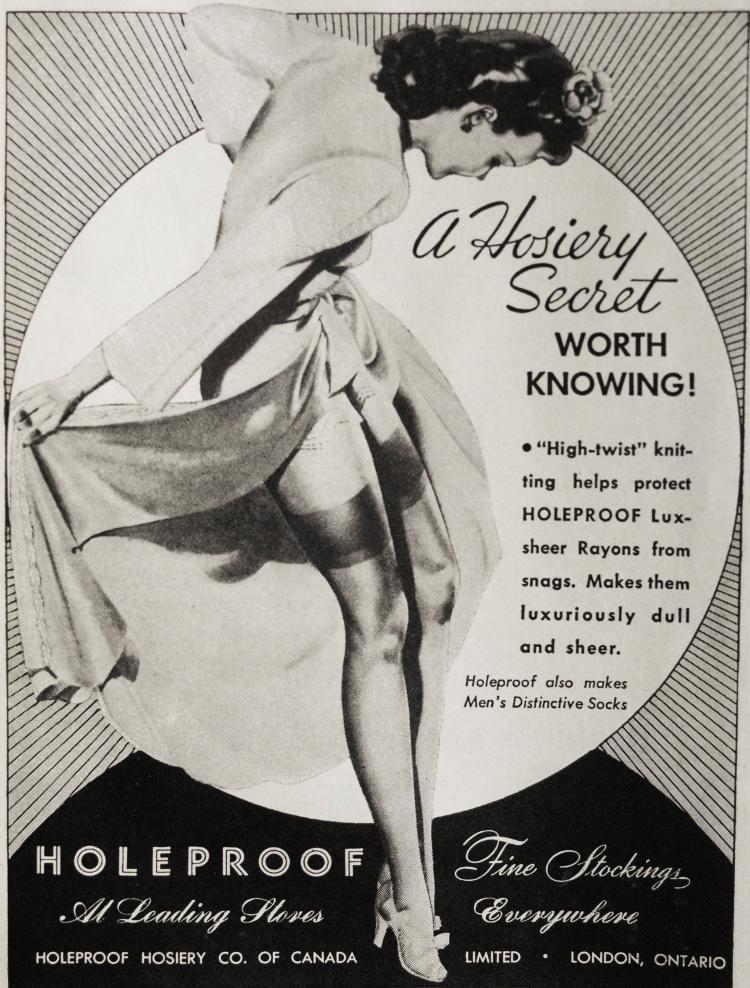 A Hosiery
Secret
WORTH
KNOWING!
• "High-twist" knit-
ting helps protect
HOLEPROOF Lux-
sheer Rayons from
snags. Makes them
luxuriously dull
and sheer.
Holeproof also makes
Men's Distinctive Socks
HOLEPROOF
Fine Stockings
At Leading Stores
Everywhere
HOLEPROOF HOSIERY CO. OF CANADA LIMITED • LONDON, ONTARIO